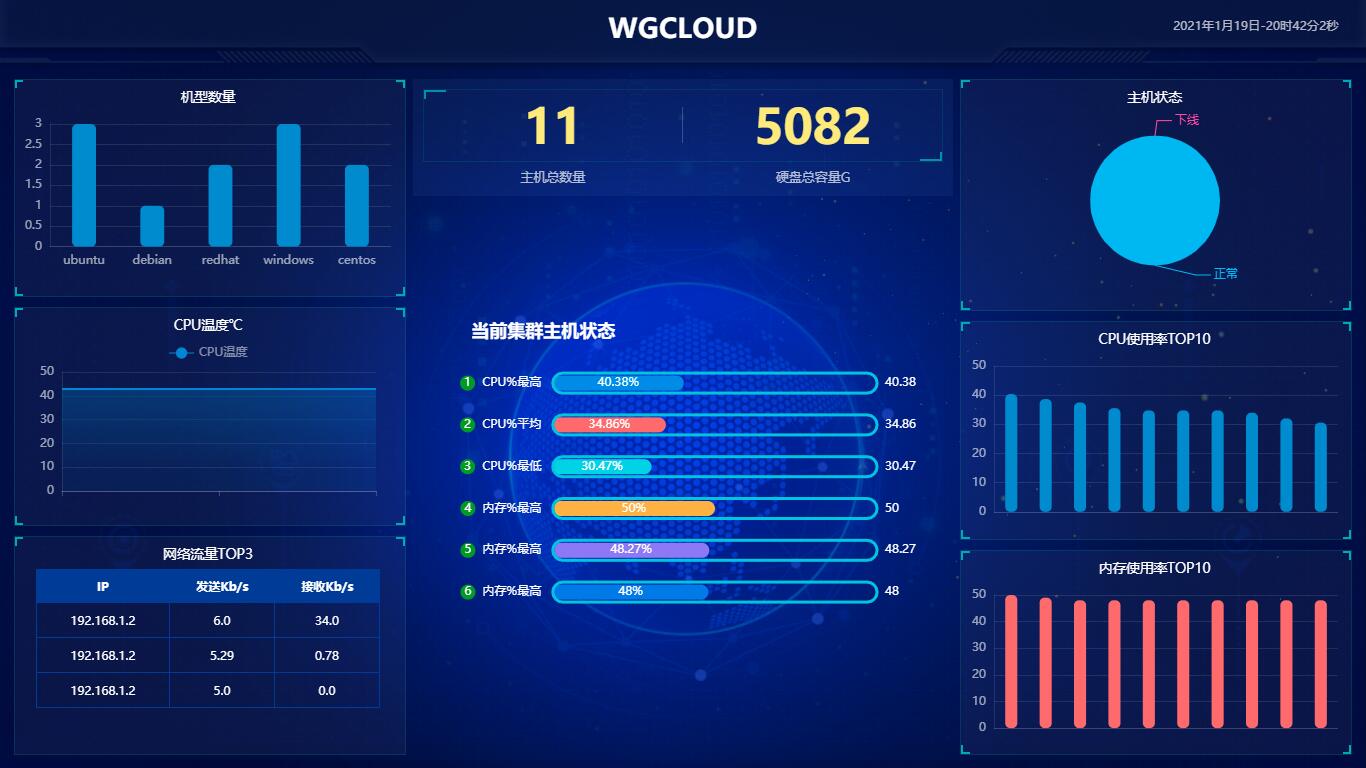 WGCLOUD
2021年1月19日-20时42分2秒
机型数量
3
2.5
2
1.5
1
0.5
0
ubuntu debian redhat windows centos
CPU温度℃
CPU温度
50
40
30
20
10
0
网络流量TOP3
IP 发送Kb/s 接收Kb/s
192.168.1.2 6.0 34.0
192.168.1.2 5.29 0.78
192.168.1.2 5.0 0.0
11 5082
主机总数量 硬盘总容量G
当前集群主机状态
1 CPU%最高 40.38% 40.38
2 CPU%平均 34.86% 34.86
3 CPU%最低 30.47% 30.47
4 内存%最高 50% 50
5 内存%最高 48.27% 48.27
6 内存%最高 48% 48
主机状态
下线
正常
CPU使用率TOP10
50
40
30
20
10
0
内存使用率TOP10
50
40
30
20
10
0